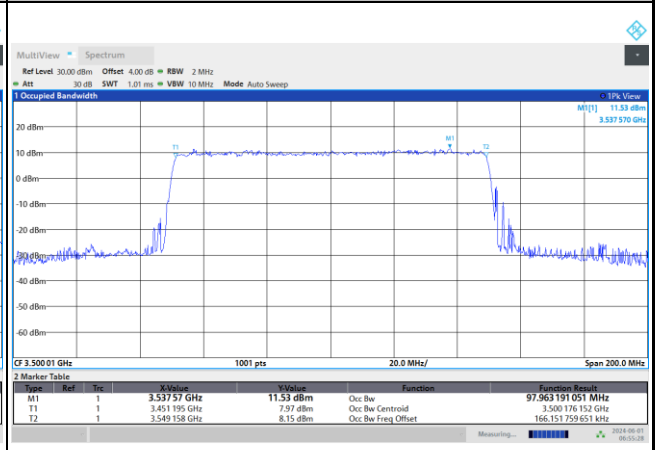 MultiView Spectrum
Ref Level 30.00 dBm Offset 4.00 dB RBW 2 MHz
Att 30 dB SWT 1.01 ms VBW 10 MHz Mode Auto Sweep
1 Occupied Bandwidth 1Pk View
M1[1] 11.53 dBm
3.537 570 GHz
20 dBm
M1
T1 T2
10 dBm
0 dBm
-10 dBm
-20 dBm
-30 dBm
-40 dBm
-50 dBm
-60 dBm
CF 3.500 01 GHz 1001 pts 20.0 MHz/ Span 200.0 MHz
2 Marker Table
Type Ref Trc X-Value Y-Value Function Function Result
M1 1 3.537 57 GHz 11.53 dBm Occ Bw 97.963 191 051 MHz
T1 1 3.451 195 GHz 7.97 dBm Occ Bw Centroid 3.500 176 152 GHz
T2 1 3.549 158 GHz 8.15 dBm Occ Bw Freq Offset 166.151 759 651 kHz
Measuring... 2024-06-01
06:55:28